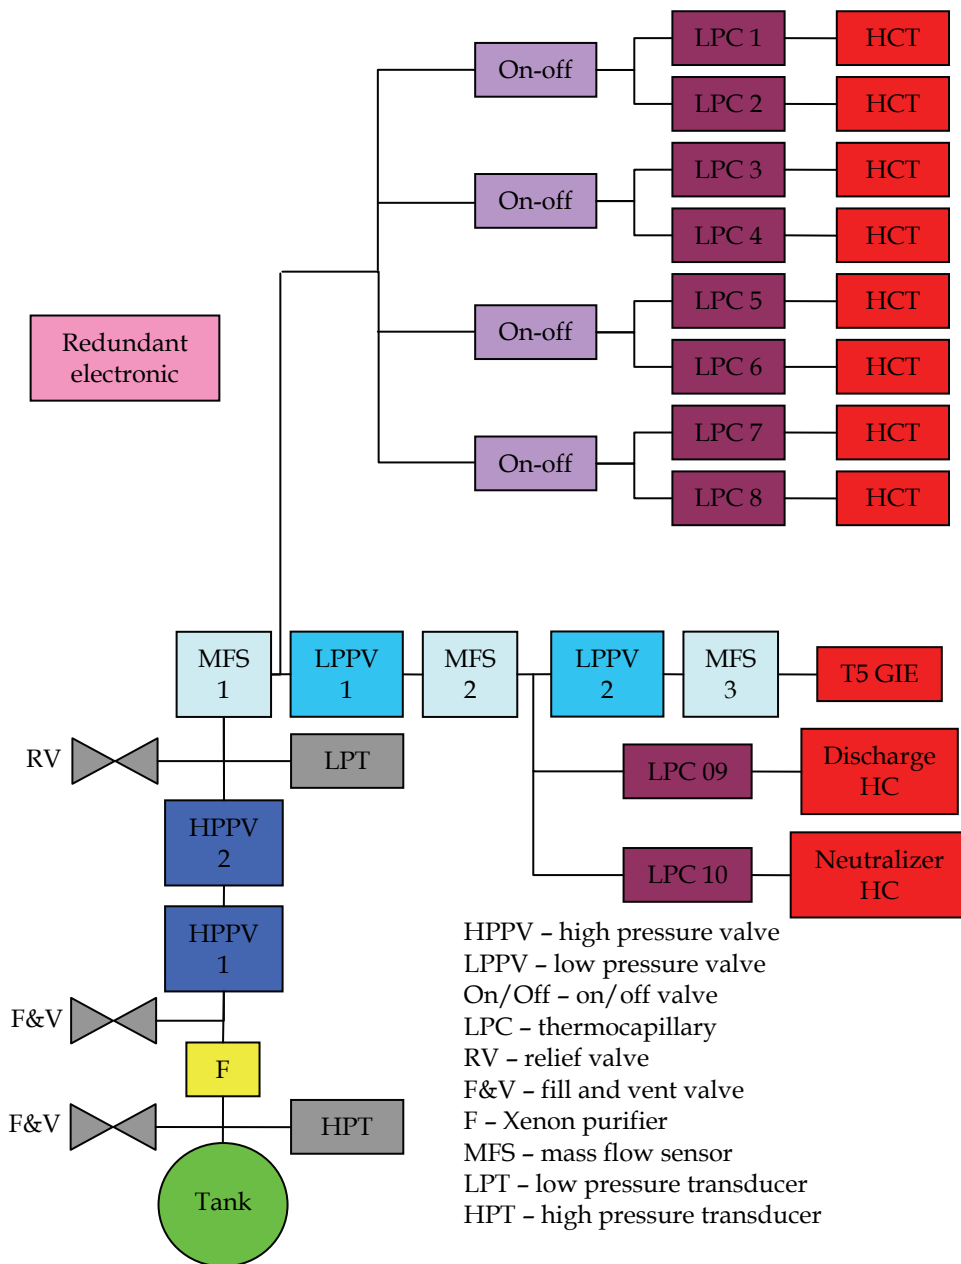 LPC 1
HCT
On-off
LPC 2
HCT
LPC 3
HCT
On-off
LPC 4
HCT
LPC 5
HCT
On-off
LPC 6
HCT
Redundant
electronic
LPC 7
HCT
On-off
LPC 8
HCT
MFS
1
LPPV
1
MFS
2
LPPV
2
MFS
3
T5 GIE
RV
LPT
LPC 09
Discharge
HC
HPPV
2
LPC 10
Neutralizer
HC
HPPV
1
F&V
F
F&V
HPT
Tank
HPPV – high pressure valve
LPPV – low pressure valve
On/Off – on/off valve
LPC – thermocapillary
RV – relief valve
F&V – fill and vent valve
F – Xenon purifier
MFS – mass flow sensor
LPT – low pressure transducer
HPT – high pressure transducer